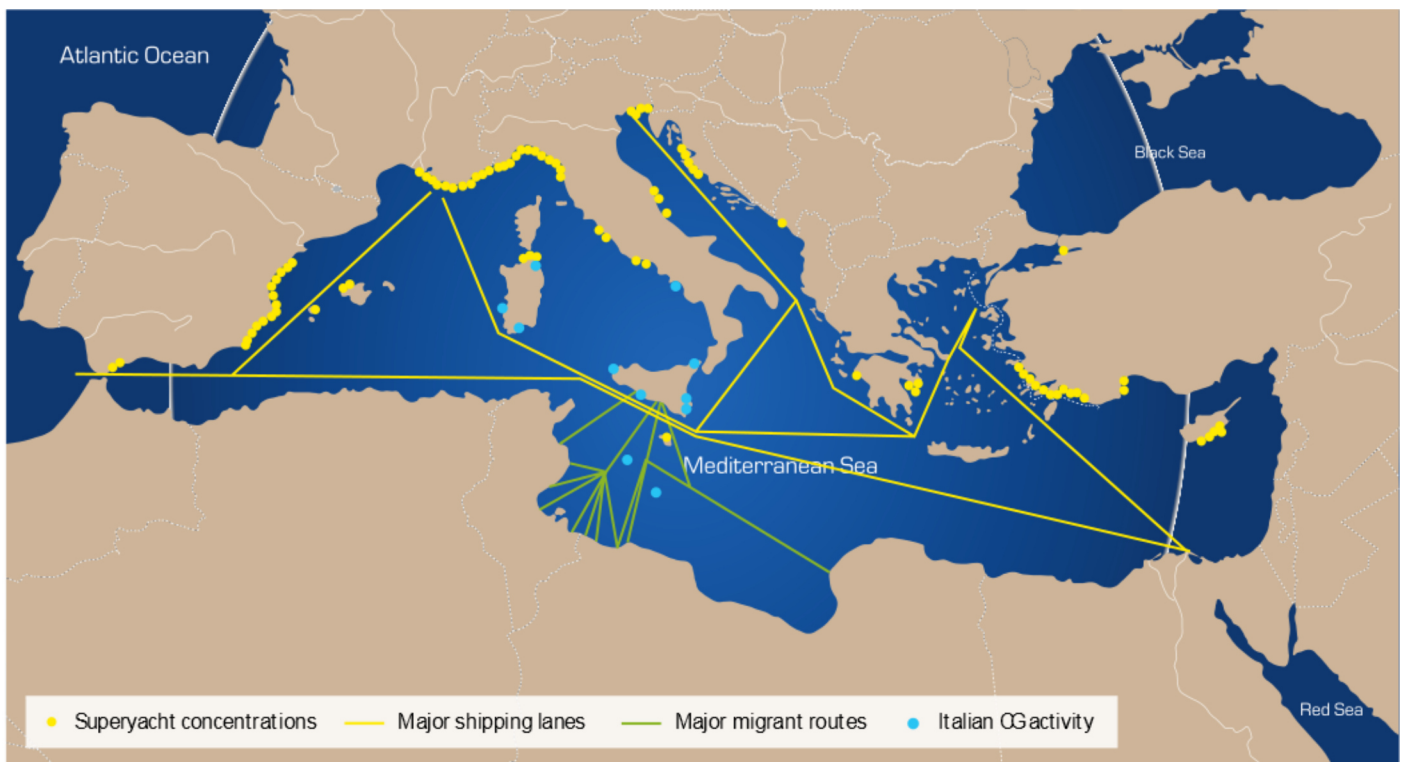 Atlantic Ocean
Black Sea
Mediterranean Sea
Red Sea
Superyacht concentrations
Major shipping lanes
Major migrant routes
Italian CG activity